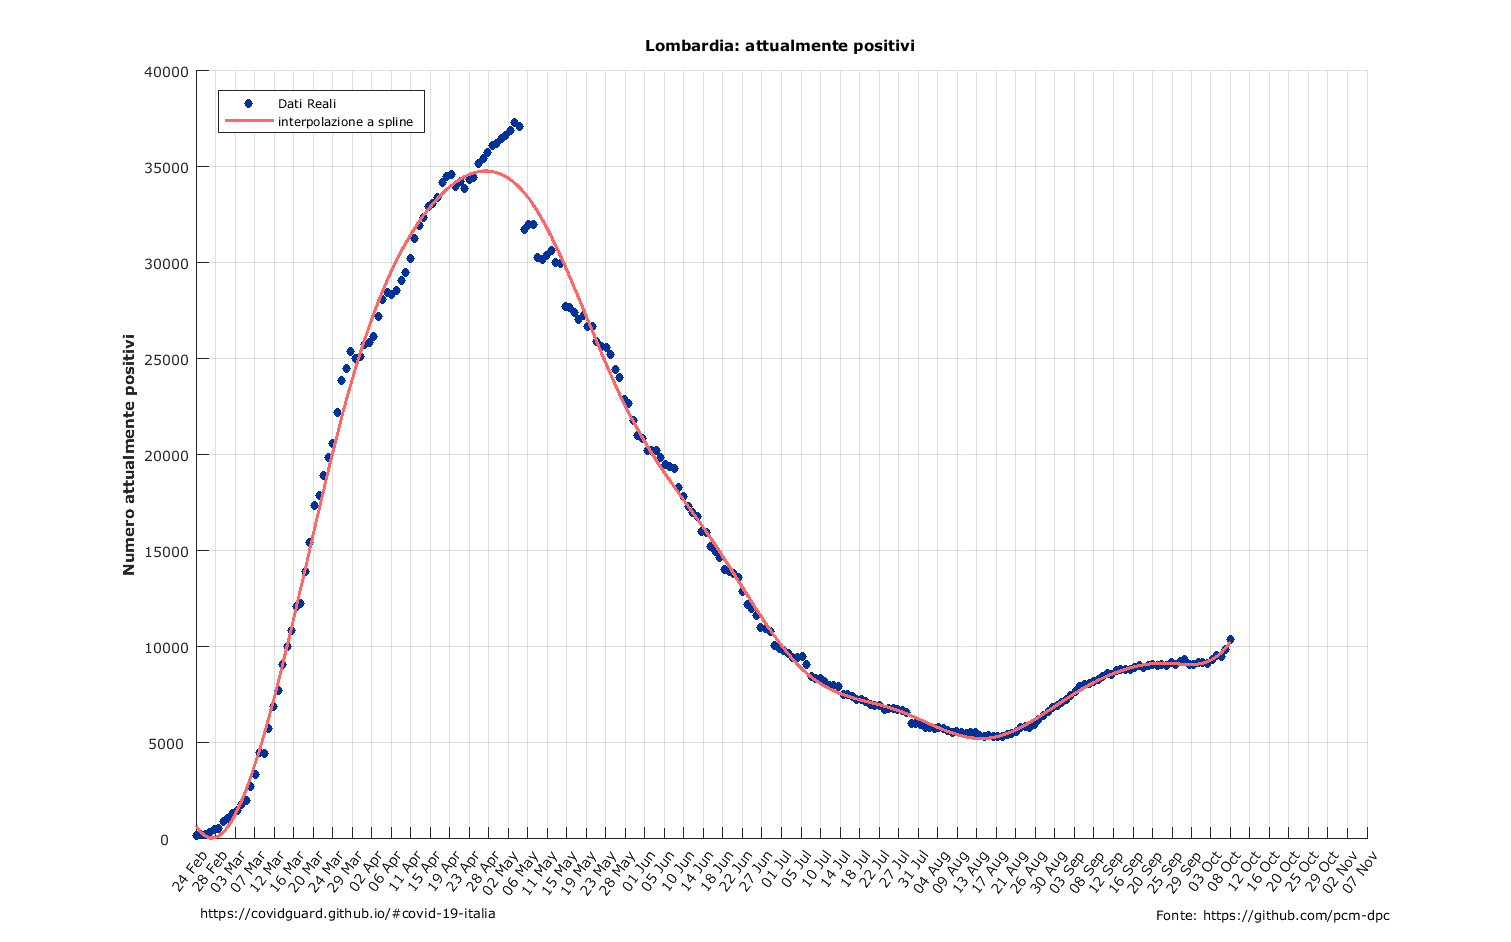 Lombardia: attualmente positivi
40000
35000
30000
25000
20000
15000
10000
5000
0
Numero attualmente positivi
Dati Reali
interpolazione a spline
24 Feb
28 Feb
03 Mar
07 Mar
12 Mar
16 Mar
20 Mar
24 Mar
29 Mar
02 Apr
06 Apr
11 Apr
15 Apr
19 Apr
23 Apr
28 Apr
02 May
06 May
11 May
15 May
19 May
23 May
28 May
01 Jun
05 Jun
10 Jun
14 Jun
18 Jun
22 Jun
27 Jun
01 Jul
05 Jul
10 Jul
14 Jul
18 Jul
22 Jul
27 Jul
31 Jul
04 Aug
09 Aug
13 Aug
17 Aug
21 Aug
26 Aug
30 Aug
03 Sep
08 Sep
12 Sep
16 Sep
20 Sep
25 Sep
29 Sep
03 Oct
08 Oct
12 Oct
16 Oct
20 Oct
25 Oct
29 Oct
02 Nov
07 Nov
https://covidguard.github.io/#covid-19-italia
Fonte: https://github.com/pcm-dpc